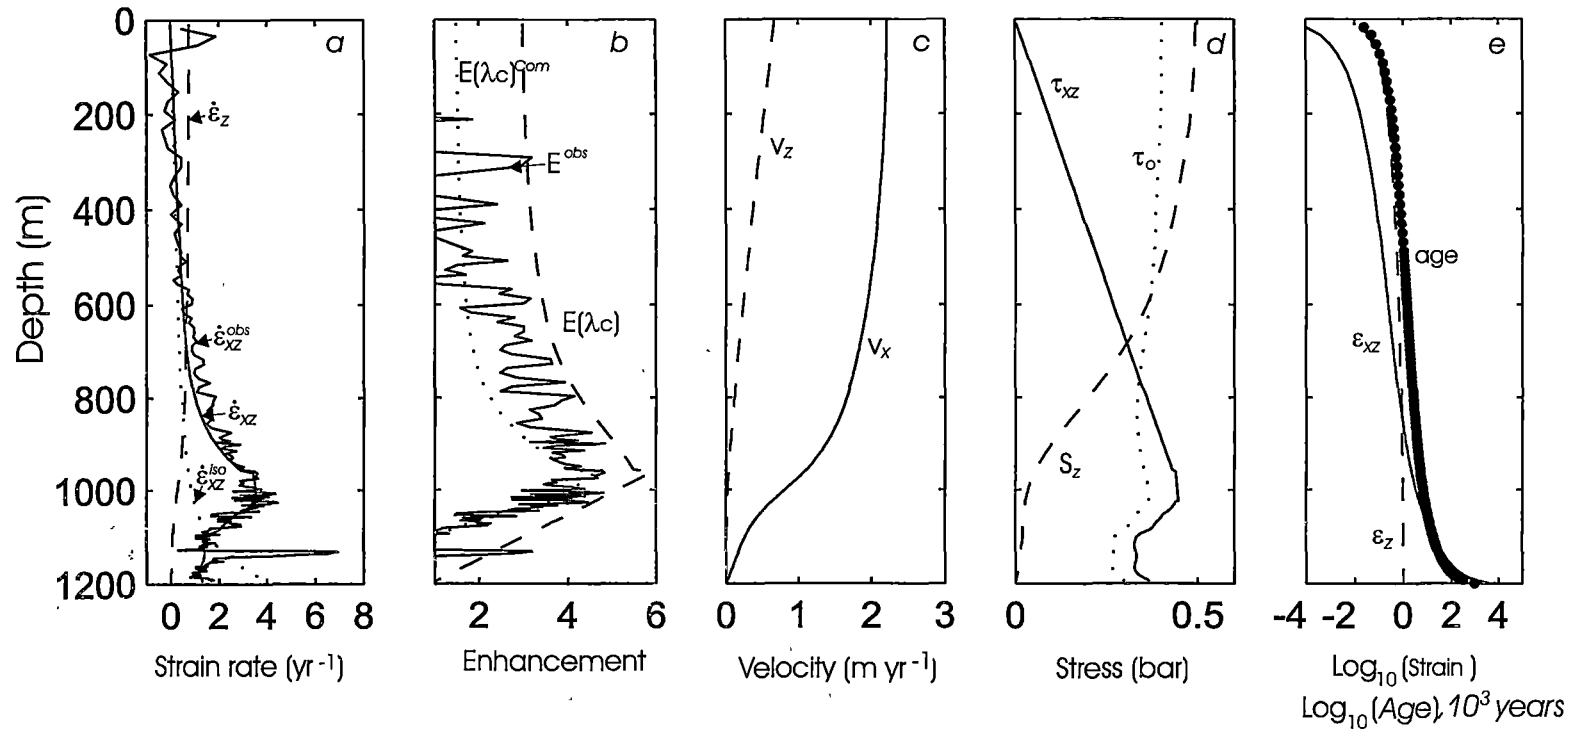 Depth (m)
0
200
400
600
800
1000
1200
a
ε̇z
ε̇xz^obs
ε̇xz
ε̇xz^iso
0 2 4 6 8
Strain rate (yr -1)
b
E(λc)^Com
E^obs
E(λc)
2 4 6
Enhancement
c
vz
vx
0 1 2 3
Velocity (m yr -1)
d
τxz
τo
Sz
0 0.5
Stress (bar)
e
age
εxz
εz
-4 -2 0 2 4
Log10 (Strain)
Log10 (Age), 10^3 years